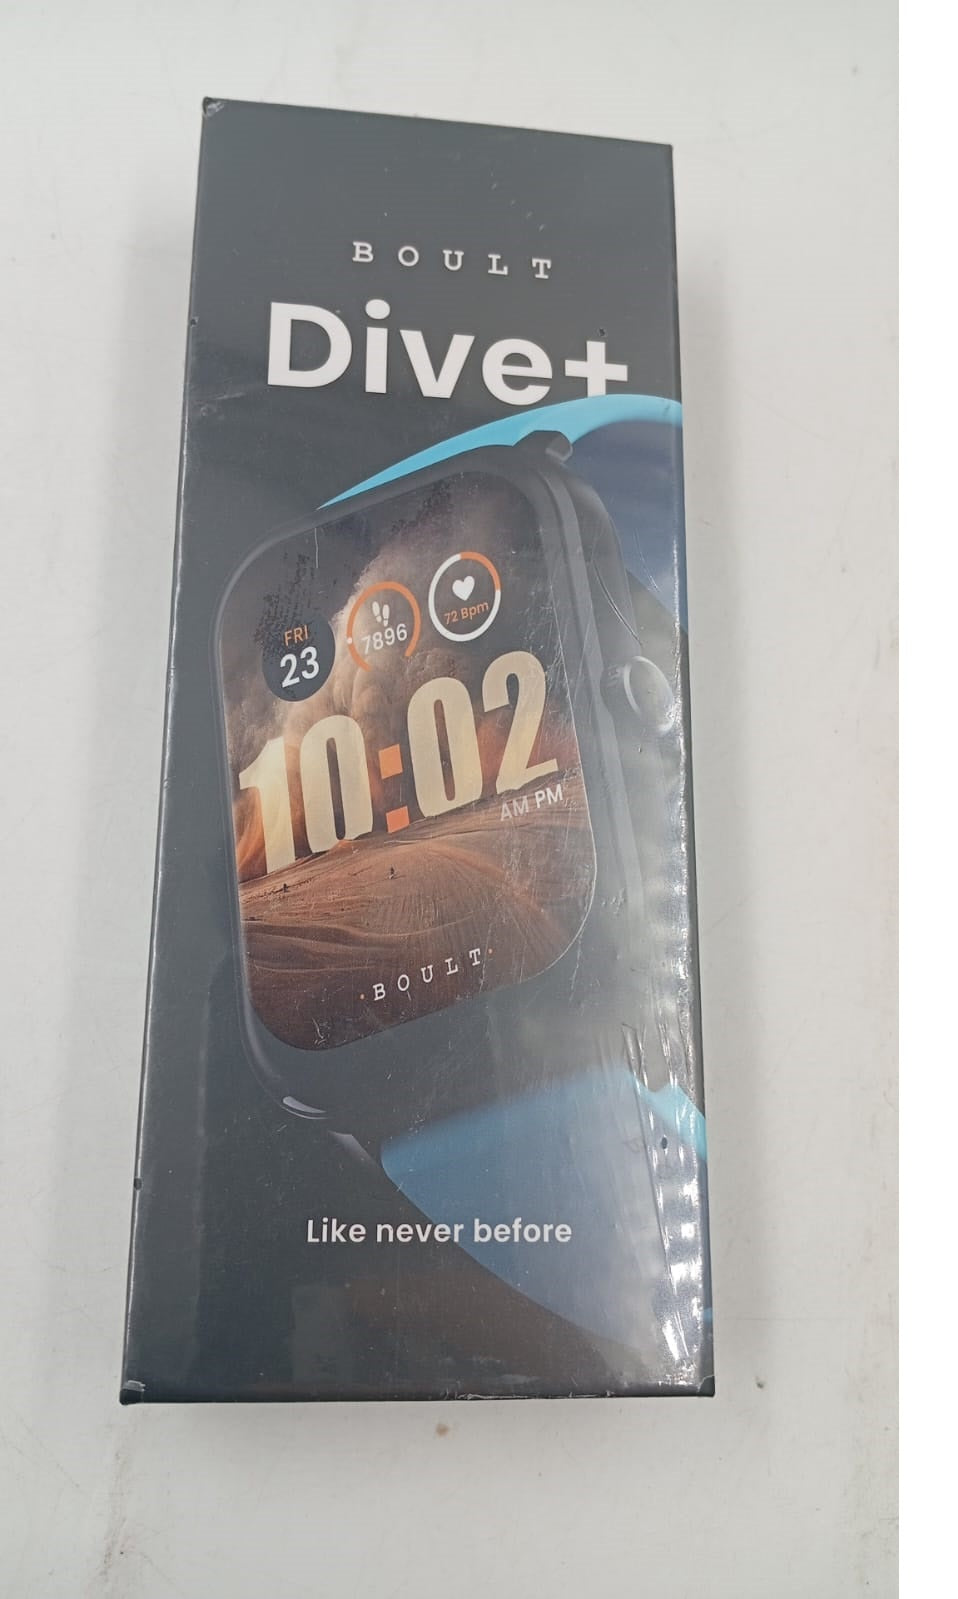 BOULT
Dive+
FRI
23
7896
72 Bpm
10:02
AM PM
·BOULT·
Like never before